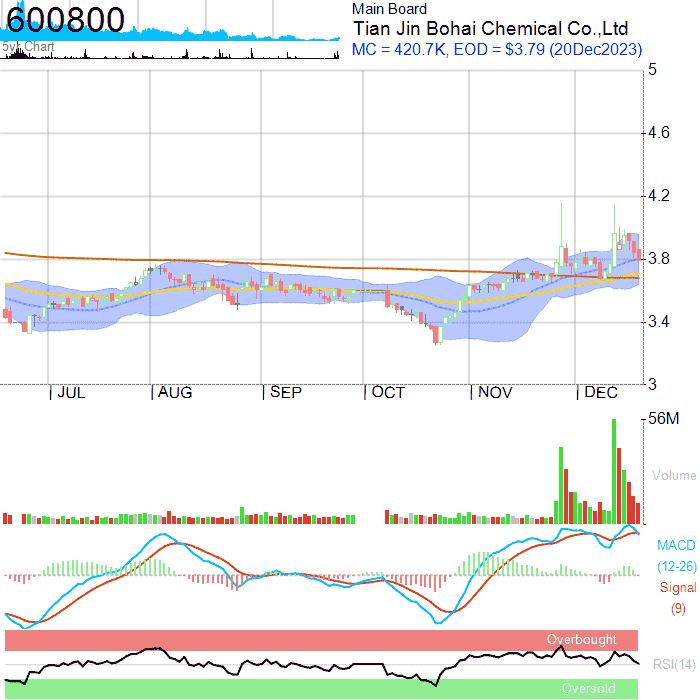 600800
5yr Chart
Main Board
Tian Jin Bohai Chemical Co.,Ltd
MC = 420.7K, EOD = $3.79 (20Dec2023)
5
4.6
4.2
3.8
3.4
3
JUL
AUG
SEP
OCT
NOV
DEC
56M
Volume
MACD
(12-26)
Signal
(9)
Overbought
RSI(14)
Oversold